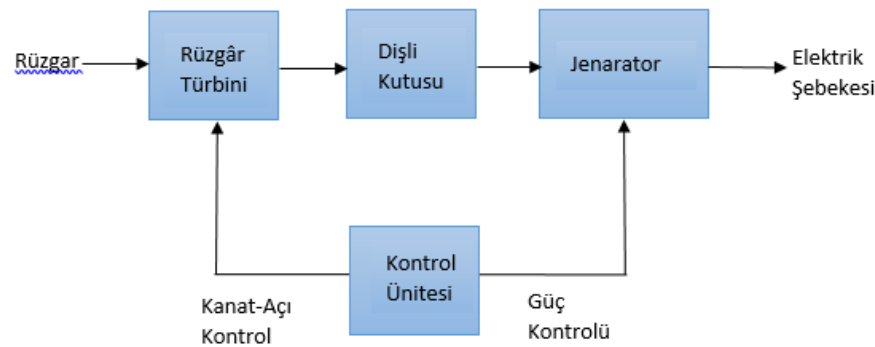 Rüzgar
Rüzgâr
Türbini
Dişli
Kutusu
Jenarator
Elektrik
Şebekesi
Kontrol
Ünitesi
Kanat-Açı
Kontrol
Güç
Kontrolü